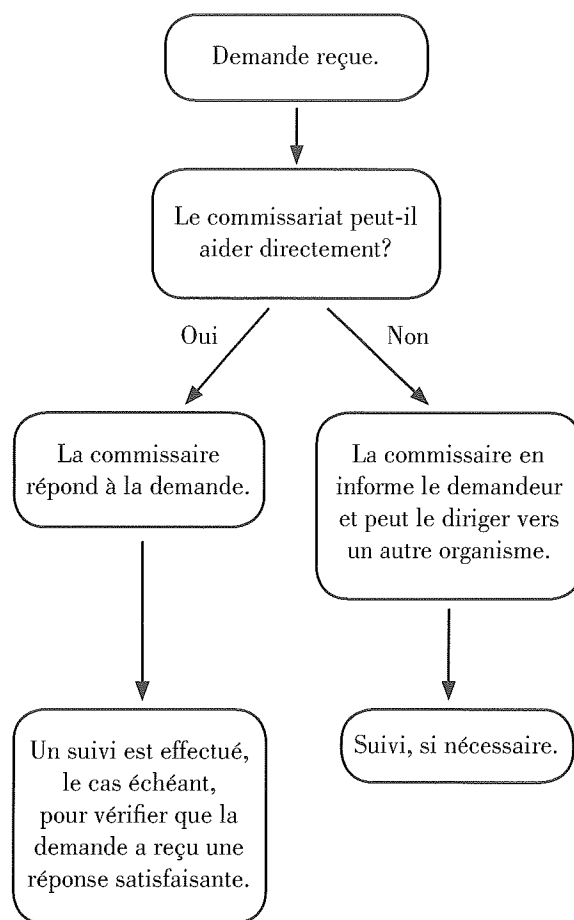 Demande reçue.
Le commissariat peut-il
aider directement?
Oui
Non
La commissaire
répond à la demande.
La commissaire en
informe le demandeur
et peut le diriger vers
un autre organisme.
Un suivi est effectué,
le cas échéant,
pour vérifier que la
demande a reçu une
réponse satisfaisante.
Suivi, si nécessaire.